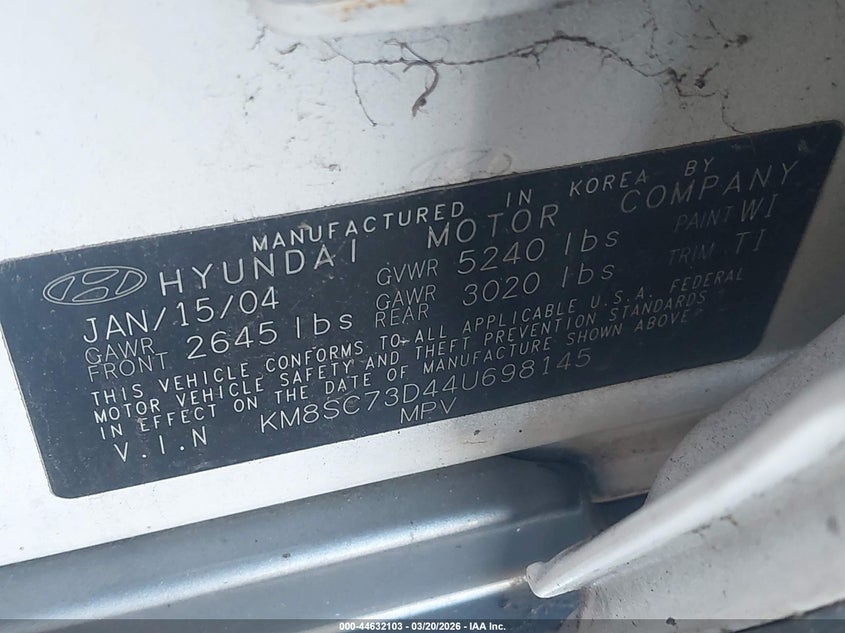 MANUFACTURED IN KOREA BY
HYUNDAI MOTOR COMPANY
JAN/15/04 GVWR 5240 lbs PAINT WI
GAWR FRONT 2645 lbs GAWR REAR 3020 lbs TRIM TI
THIS VEHICLE CONFORMS TO ALL APPLICABLE U.S.A. FEDERAL
MOTOR VEHICLE SAFETY AND THEFT PREVENTION STANDARDS
IN EFFECT ON THE DATE OF MANUFACTURE SHOWN ABOVE
V.I.N KM8SC73D44U698145
MPV
000-44632103 - 03/20/2026 - IAA Inc.